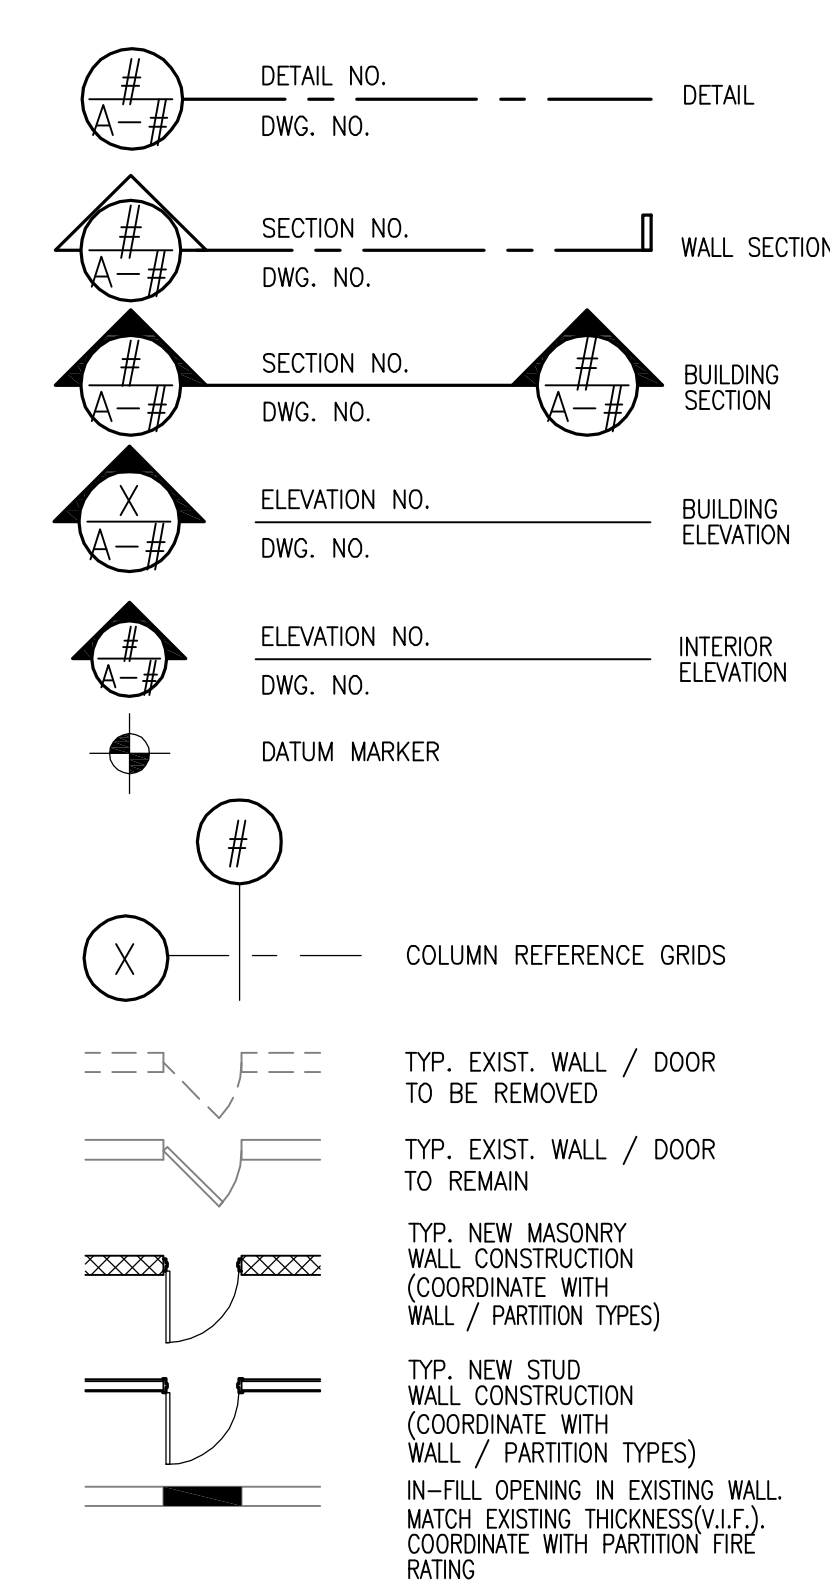 #
A-#
DETAIL NO.
DWG. NO.
DETAIL
#
A-#
SECTION NO.
DWG. NO.
WALL SECTION
#
A-#
SECTION NO.
DWG. NO.
#
A-#
BUILDING
SECTION
X
A-#
ELEVATION NO.
DWG. NO.
BUILDING
ELEVATION
#
A-#
ELEVATION NO.
DWG. NO.
INTERIOR
ELEVATION
DATUM MARKER
#
X
COLUMN REFERENCE GRIDS
TYP. EXIST. WALL / DOOR
TO BE REMOVED
TYP. EXIST. WALL / DOOR
TO REMAIN
TYP. NEW MASONRY
WALL CONSTRUCTION
(COORDINATE WITH
WALL / PARTITION TYPES)
TYP. NEW STUD
WALL CONSTRUCTION
(COORDINATE WITH
WALL / PARTITION TYPES)
IN-FILL OPENING IN EXISTING WALL.
MATCH EXISTING THICKNESS(V.I.F.).
COORDINATE WITH PARTITION FIRE
RATING